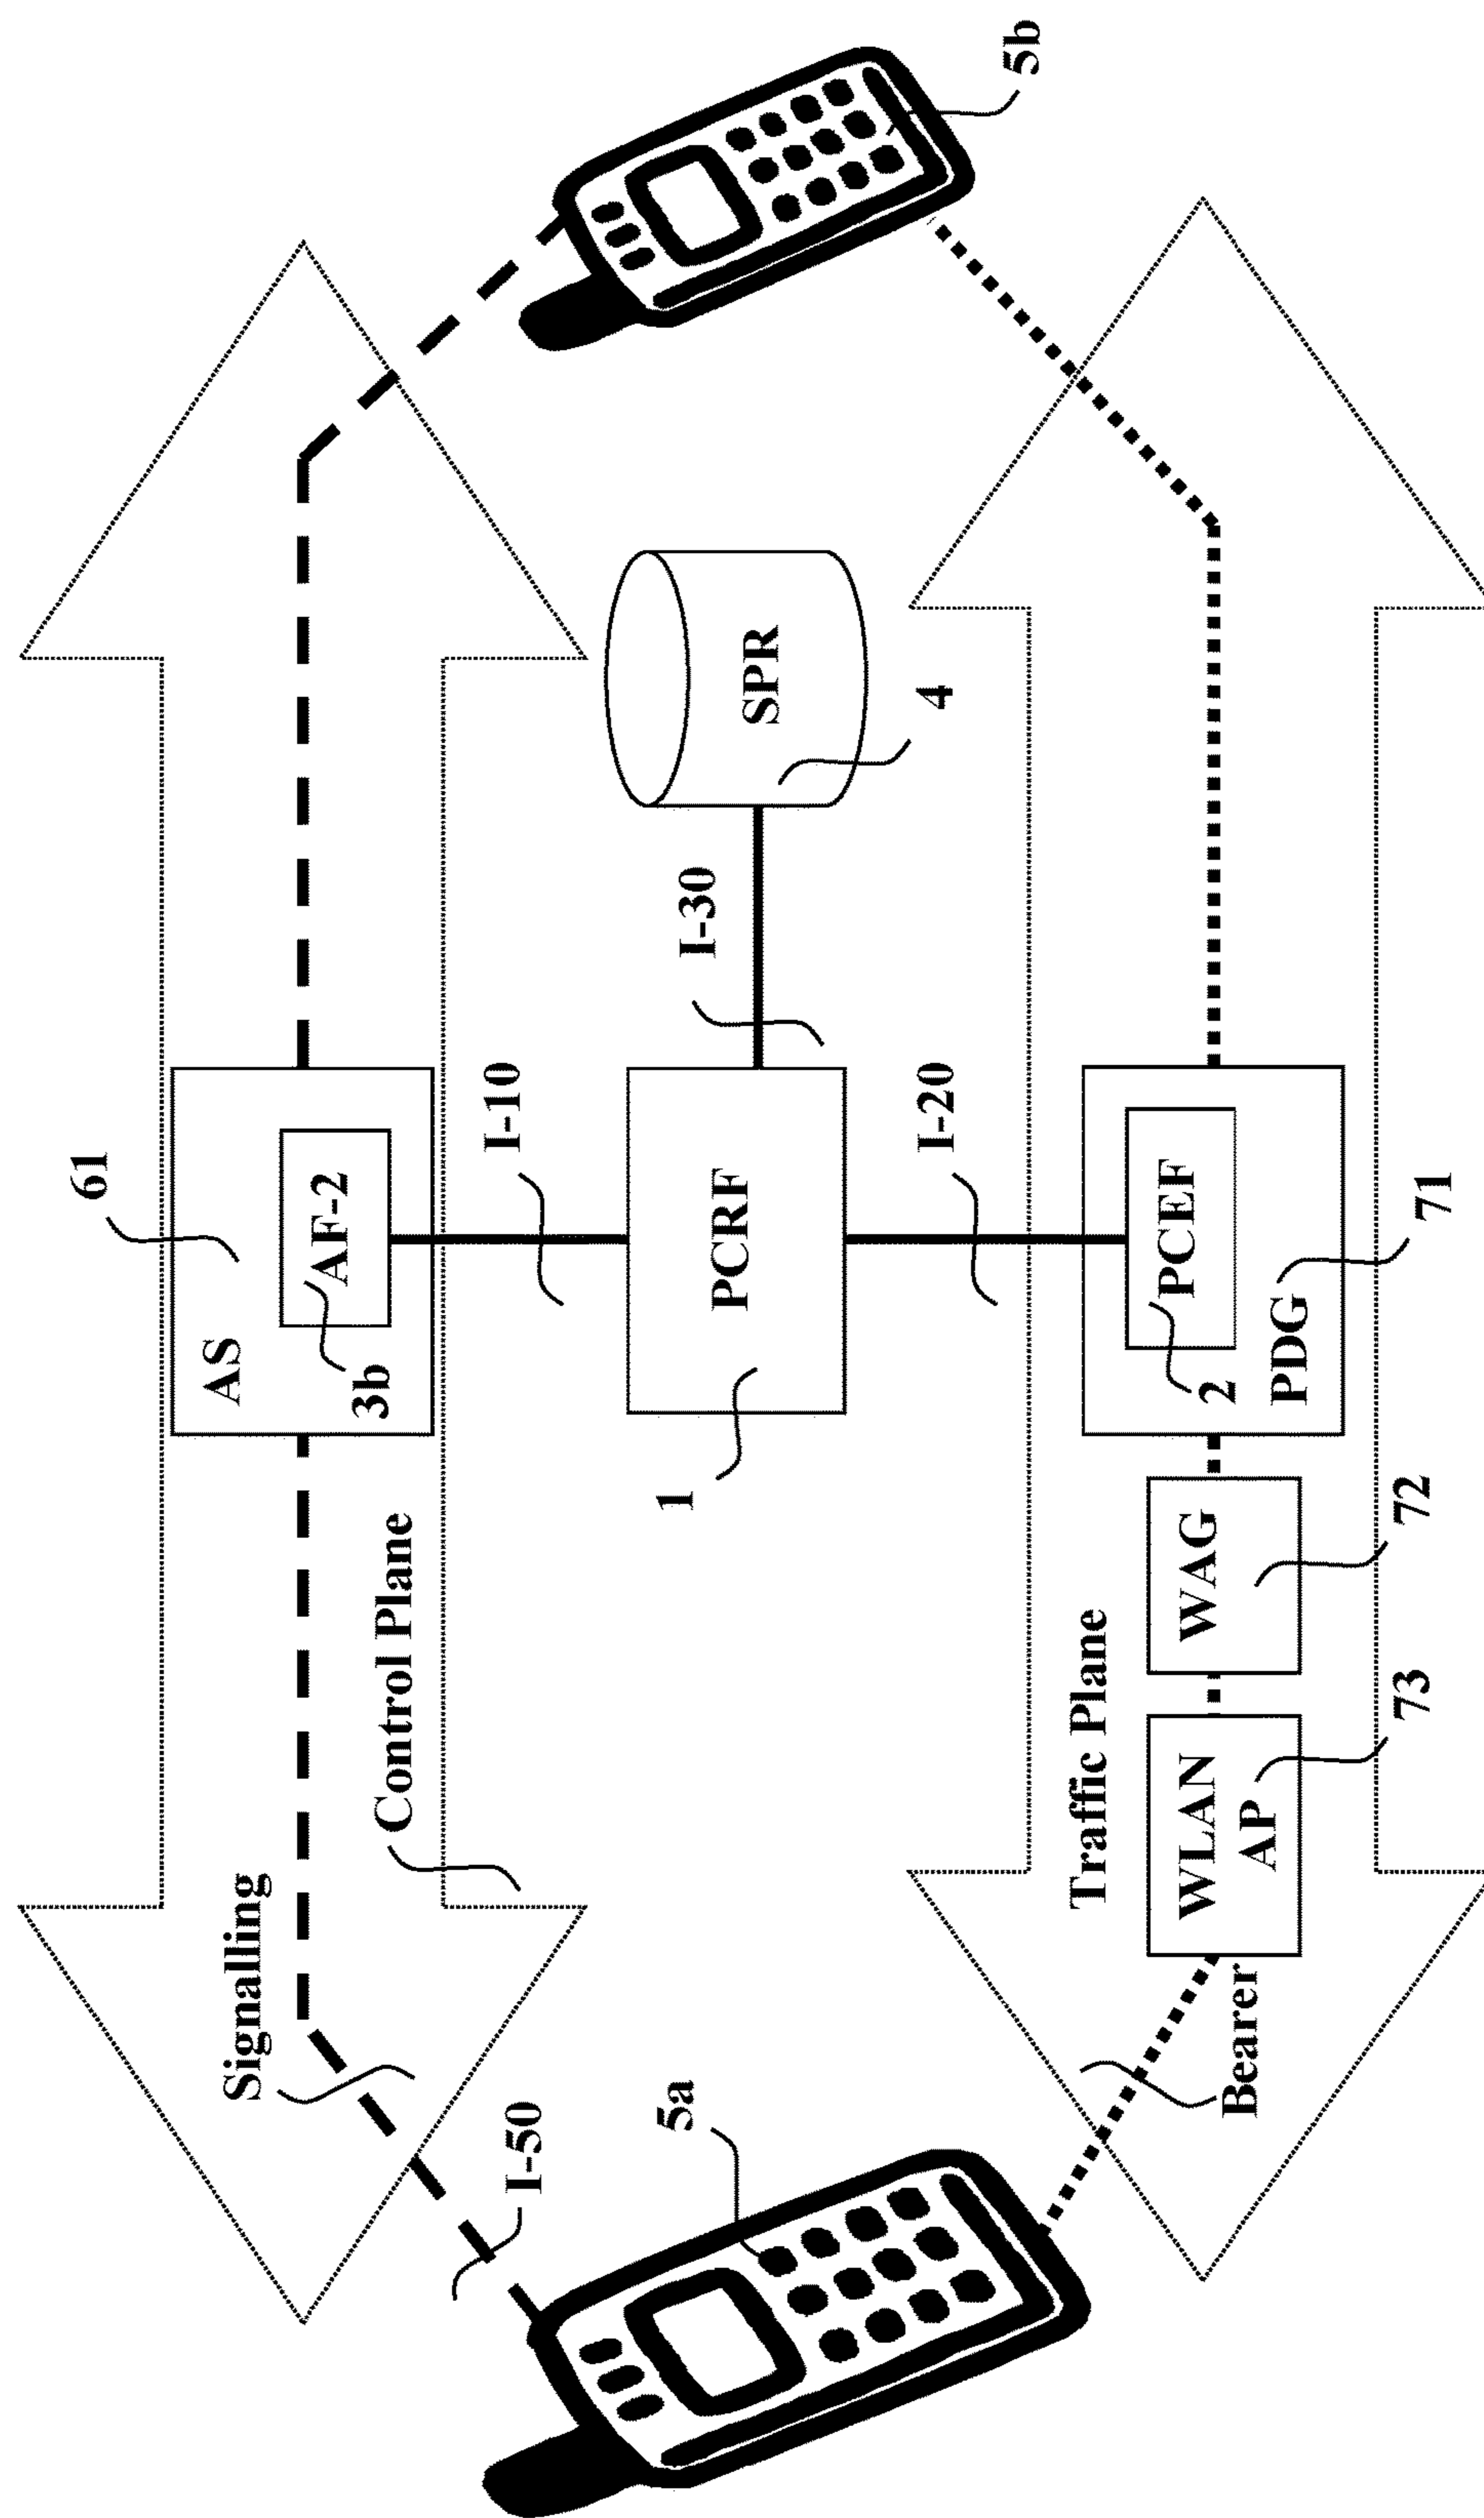 61
AS
AF-2
3b
Signalling
Control Plane
I-50
I-10
5a
1
PCRF
I-30
SPR
4
5b
I-20
Traffic Plane
Bearer
WLAN
AP
WAG
PCEF
2
PDG
73
72
71